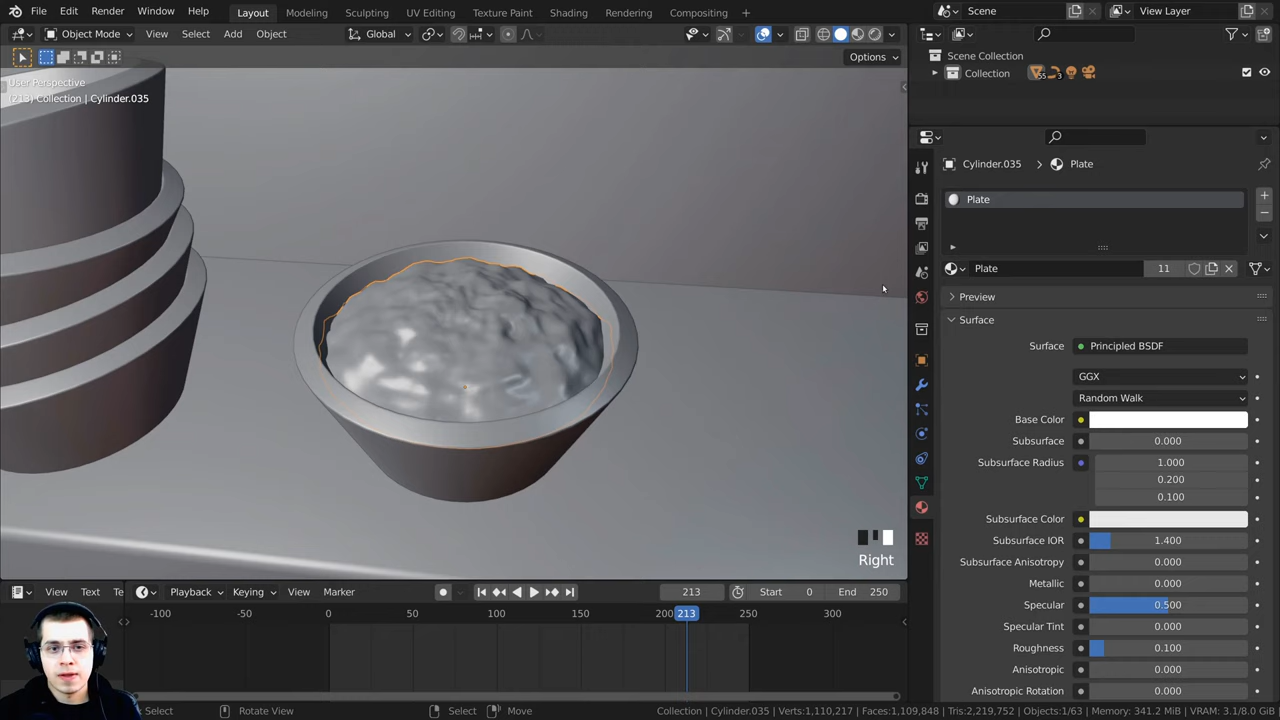 File Edit Render Window Help Layout Modeling Sculpting UV Editing Texture Paint Shading Rendering Compositing Scene View Layer
Object Mode View Select Add Object Global
Options
User Perspective
(213) Collection | Cylinder.035
Scene Collection
Collection 55 3
Cylinder.035 Plate
Plate
Plate 11
Preview
Surface
Surface Principled BSDF
GGX
Random Walk
Base Color
Subsurface 0.000
Subsurface Radius 1.000
0.200
0.100
Subsurface Color
Subsurface IOR 1.400
Subsurface Anisotropy 0.000
Metallic 0.000
Specular 0.500
Specular Tint 0.000
Roughness 0.100
Anisotropic 0.000
Anisotropic Rotation 0.000
Right
View Text Te Playback Keying View Marker 213 Start 0 End 250
-100 0 50 100 150 200 213 250 300
Select Rotate View Select Move Collection | Cylinder.035 | Verts:1,110,217 | Faces:1,109,848 | Tris:2,219,752 | Objects:1/63 | Memory: 341.2 MiB | VRAM: 3.1/8.0 GiB